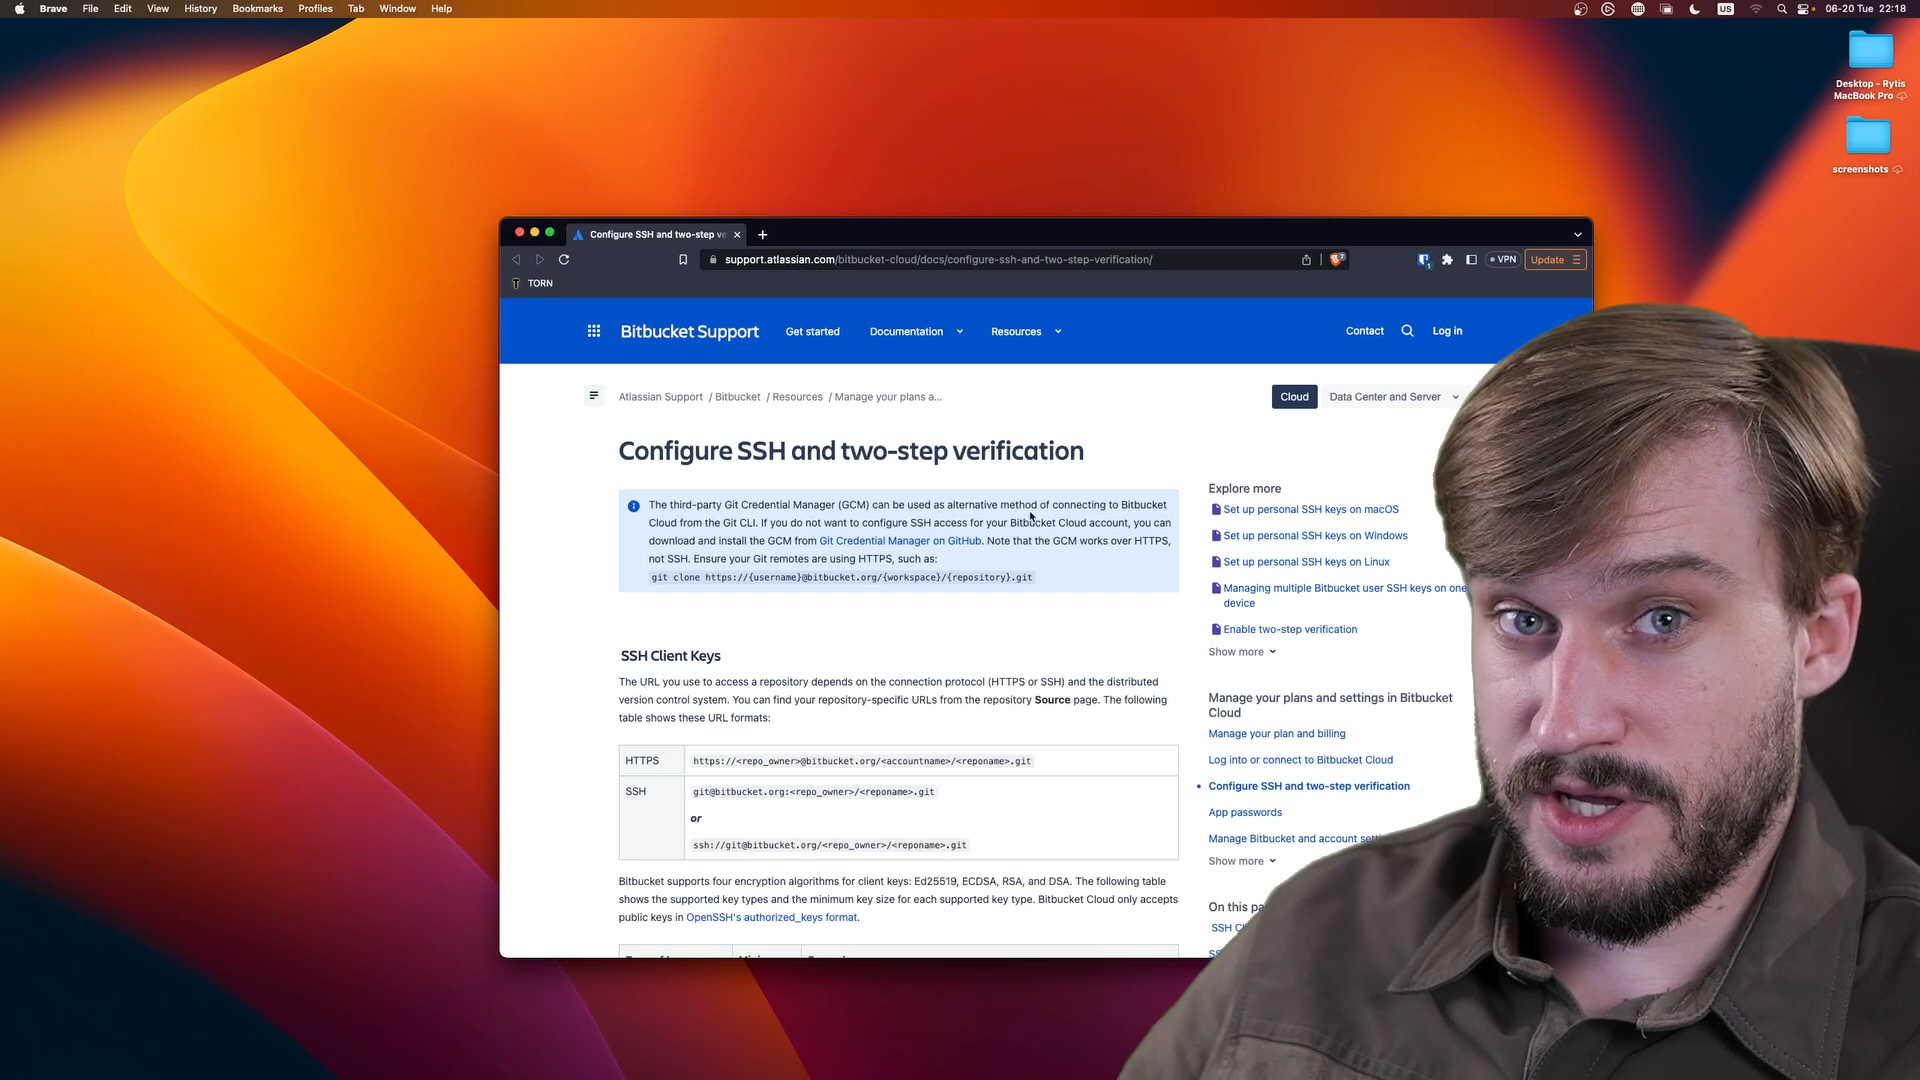 Brave File Edit View History Bookmarks Profiles Tab Window Help
US 06-20 Tue 22:18
Desktop - Rytis
MacBook Pro
screenshots
Configure SSH and two-step ve
support.atlassian.com/bitbucket-cloud/docs/configure-ssh-and-two-step-verification/
7
1
VPN
Update
T TORN
Bitbucket Support Get started Documentation Resources Contact Log in
Atlassian Support / Bitbucket / Resources / Manage your plans a...
Cloud Data Center and Server
Configure SSH and two-step verification
The third-party Git Credential Manager (GCM) can be used as alternative method of connecting to Bitbucket
Cloud from the Git CLI. If you do not want to configure SSH access for your Bitbucket Cloud account, you can
download and install the GCM from Git Credential Manager on GitHub. Note that the GCM works over HTTPS,
not SSH. Ensure your Git remotes are using HTTPS, such as:
git clone https://{username}@bitbucket.org/{workspace}/{repository}.git
SSH Client Keys
The URL you use to access a repository depends on the connection protocol (HTTPS or SSH) and the distributed
version control system. You can find your repository-specific URLs from the repository Source page. The following
table shows these URL formats:
HTTPS https://<repo_owner>@bitbucket.org/<accountname>/<reponame>.git
SSH git@bitbucket.org:<repo_owner>/<reponame>.git
or
ssh://git@bitbucket.org/<repo_owner>/<reponame>.git
Bitbucket supports four encryption algorithms for client keys: Ed25519, ECDSA, RSA, and DSA. The following table
shows the supported key types and the minimum key size for each supported key type. Bitbucket Cloud only accepts
public keys in OpenSSH's authorized_keys format.
Explore more
Set up personal SSH keys on macOS
Set up personal SSH keys on Windows
Set up personal SSH keys on Linux
Managing multiple Bitbucket user SSH keys on one
device
Enable two-step verification
Show more
Manage your plans and settings in Bitbucket
Cloud
Manage your plan and billing
Log into or connect to Bitbucket Cloud
Configure SSH and two-step verification
App passwords
Manage Bitbucket and account setti
Show more
On this pa
SSH Cl